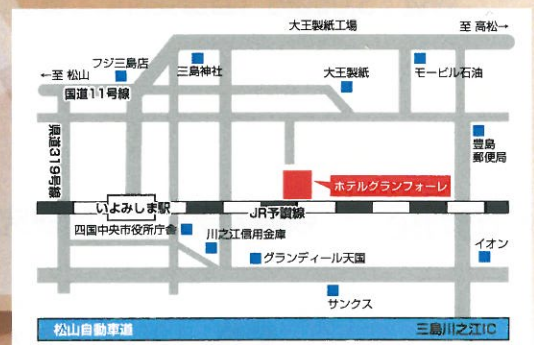 大王製紙工場
至 高松→
フジ三島店
三島神社
大王製紙
モービル石油
←至 松山
国道11号線
県道319号線
豊島
郵便局
ホテルグランフォーレ
いよみしま駅
JR予讃線
四国中央市役所庁舎
川之江信用金庫
グランディール天国
イオン
サンクス
松山自動車道
三島川之江IC